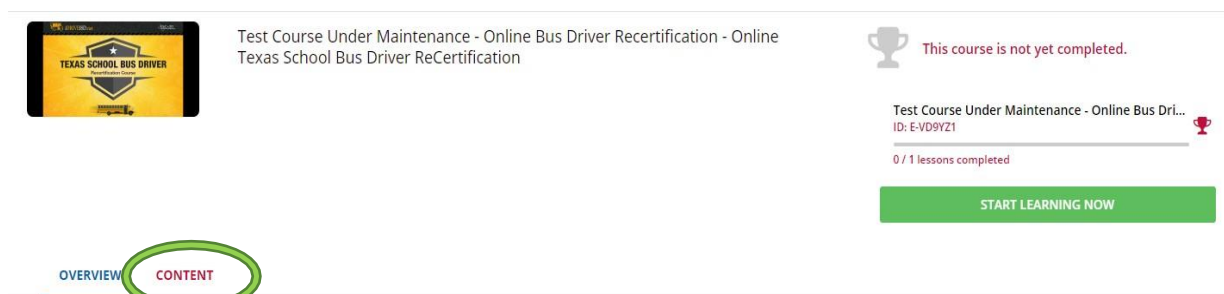 TEXAS SCHOOL BUS DRIVER
Recertification Course
Test Course Under Maintenance - Online Bus Driver Recertification - Online
Texas School Bus Driver ReCertification
This course is not yet completed.
Test Course Under Maintenance - Online Bus Dri...
ID: E-VD9YZ1
0 / 1 lessons completed
START LEARNING NOW
OVERVIEW
CONTENT